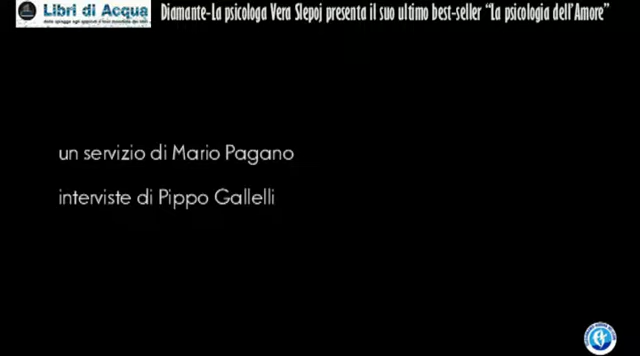 Libri di Acqua
Diamante-La psicologa Vera Slepoj presenta il suo ultimo best-seller “La psicologia dell’Amore”
un servizio di Mario Pagano
interviste di Pippo Gallelli